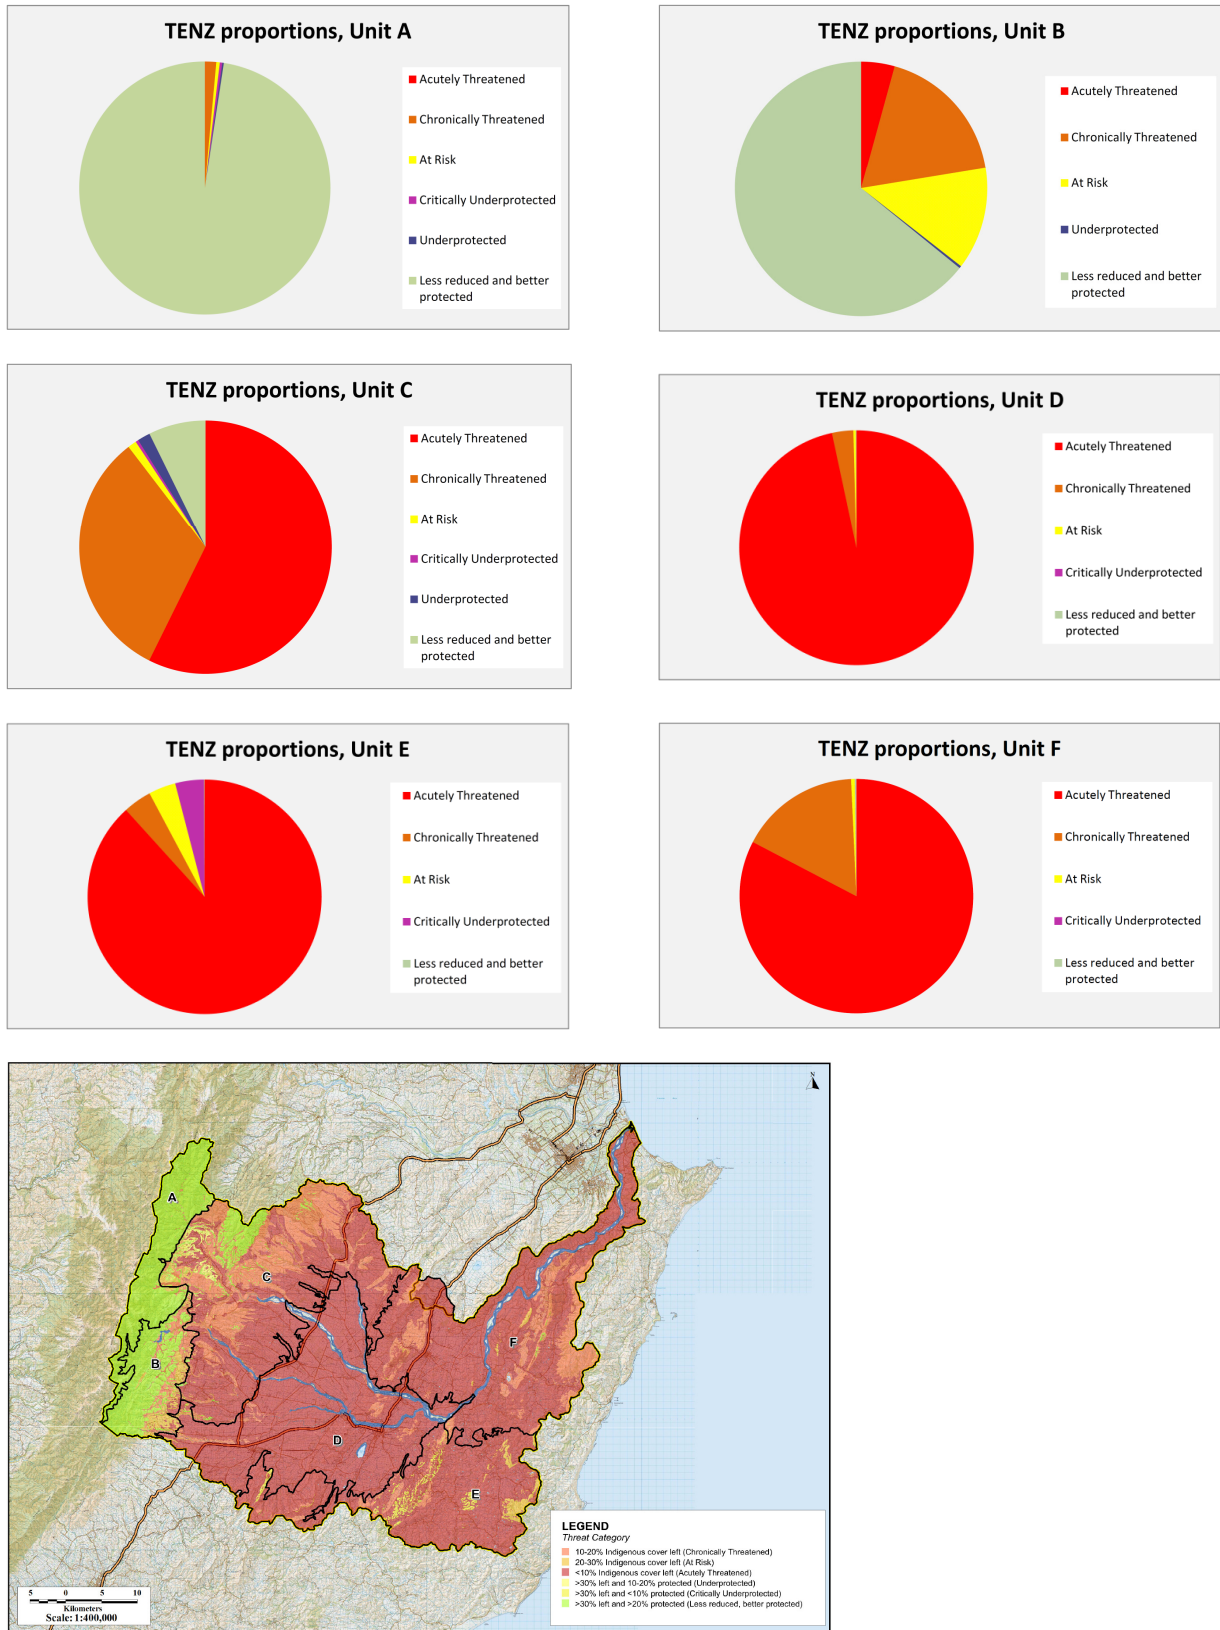 TENZ proportions, Unit A
Acutely Threatened
Chronically Threatened
At Risk
Critically Underprotected
Underprotected
Less reduced and better
protected
TENZ proportions, Unit B
Acutely Threatened
Chronically Threatened
At Risk
Underprotected
Less reduced and better
protected
TENZ proportions, Unit C
Acutely Threatened
Chronically Threatened
At Risk
Critically Underprotected
Underprotected
Less reduced and better
protected
TENZ proportions, Unit D
Acutely Threatened
Chronically Threatened
At Risk
Critically Underprotected
Less reduced and better
protected
TENZ proportions, Unit E
Acutely Threatened
Chronically Threatened
At Risk
Critically Underprotected
Less reduced and better
protected
TENZ proportions, Unit F
Acutely Threatened
Chronically Threatened
At Risk
Critically Underprotected
Less reduced and better
protected
N
A
C
F
B
D
E
LEGEND
Threat Category
10-20% Indigenous cover left (Chronically Threatened)
20-30% Indigenous cover left (At Risk)
<10% Indigenous cover left (Acutely Threatened)
>30% left and 10-20% protected (Underprotected)
>30% left and <10% protected (Critically Underprotected)
>30% left and >20% protected (Less reduced, better protected)
5 0 5 10
Kilometers
Scale: 1:400,000